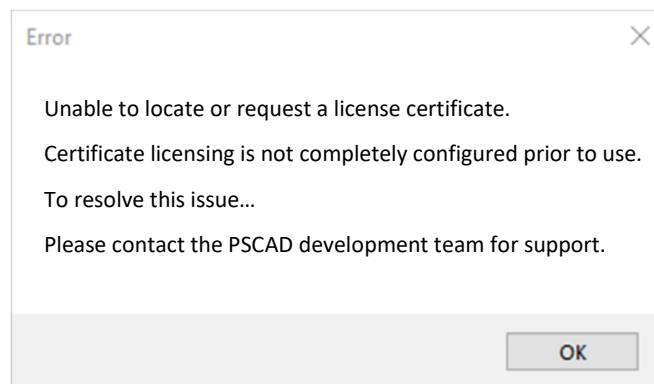 Error
Unable to locate or request a license certificate.
Certificate licensing is not completely configured prior to use.
To resolve this issue…
Please contact the PSCAD development team for support.
OK